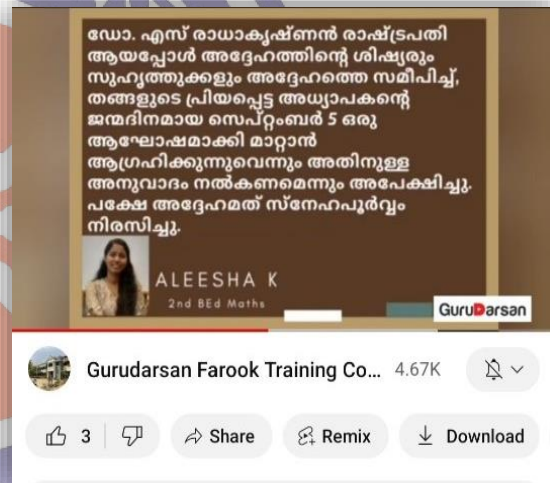 ഡോ. എസ് രാധാകൃഷ്ണൻ രാഷ്ട്രപതി
ആയപ്പോൾ അദ്ദേഹത്തിന്റെ ശിഷ്യരും
സുഹൃത്തുക്കളും അദ്ദേഹത്തെ സമീപിച്ച്,
തങ്ങളുടെ പ്രിയപ്പെട്ട അധ്യാപകന്റെ
ജന്മദിനമായ സെപ്റ്റംബർ 5 ഒരു
ആഘോഷമാക്കി മാറ്റാൻ
ആഗ്രഹിക്കുന്നുവെന്നും അതിനുള്ള
അനുവാദം നൽകണമെന്നും അപേക്ഷിച്ചു.
പക്ഷേ അദ്ദേഹമത് സ്നേഹപൂർവ്വം
നിരസിച്ചു.
ALEESHA K
2nd BEd Maths
GuruDarsan
Gurudarsan Farook Training Co... 4.67K
3 Share Remix Download